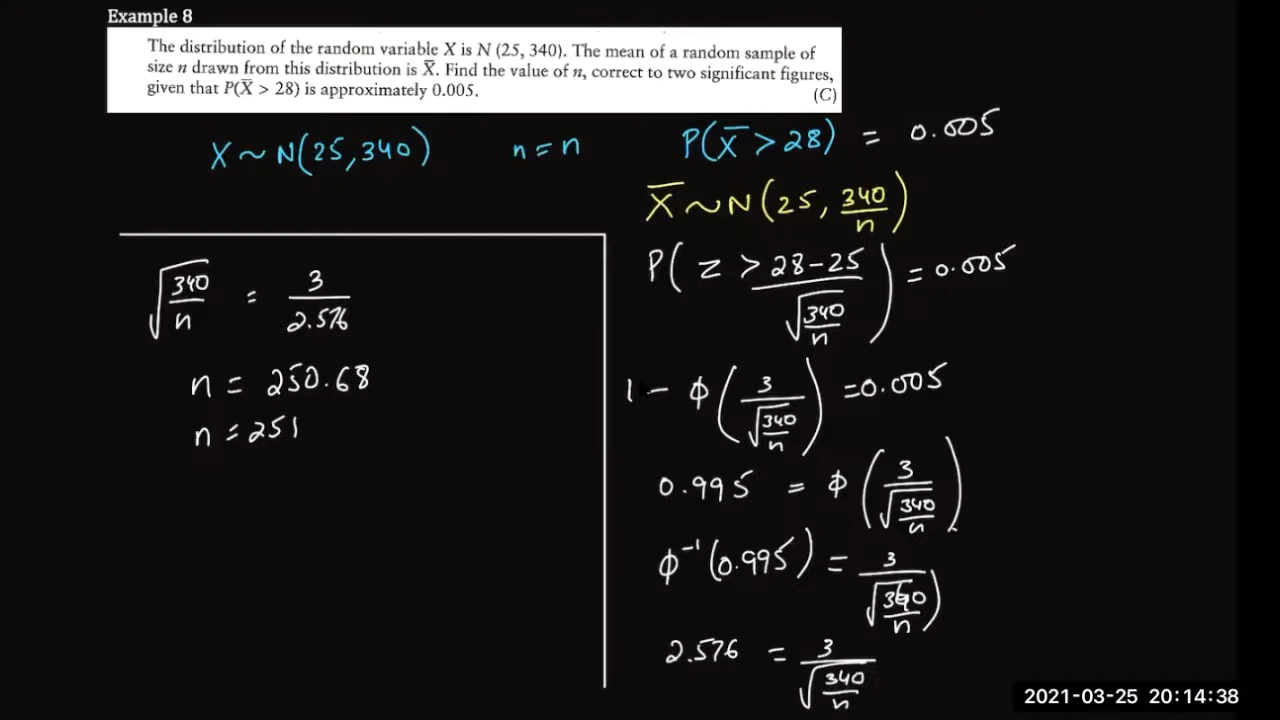 Example 8
The distribution of the random variable X is N (25, 340). The mean of a random sample of
size n drawn from this distribution is X̄. Find the value of n, correct to two significant figures,
given that P(X̄ > 28) is approximately 0.005.
(C)
X ~ N(25, 340)
n = n
P(X̄ > 28) = 0.005
X̄ ~ N(25, 340/n)
P(z > (28-25)/√(340/n)) = 0.005
1 - ϕ(3/√(340/n)) = 0.005
0.995 = ϕ(3/√(340/n))
ϕ⁻¹(0.995) = 3/√(340/n))
2.576 = 3/√(340/n)
√(340/n) = 3/2.576
n = 250.68
n = 251
2021-03-25 20:14:38